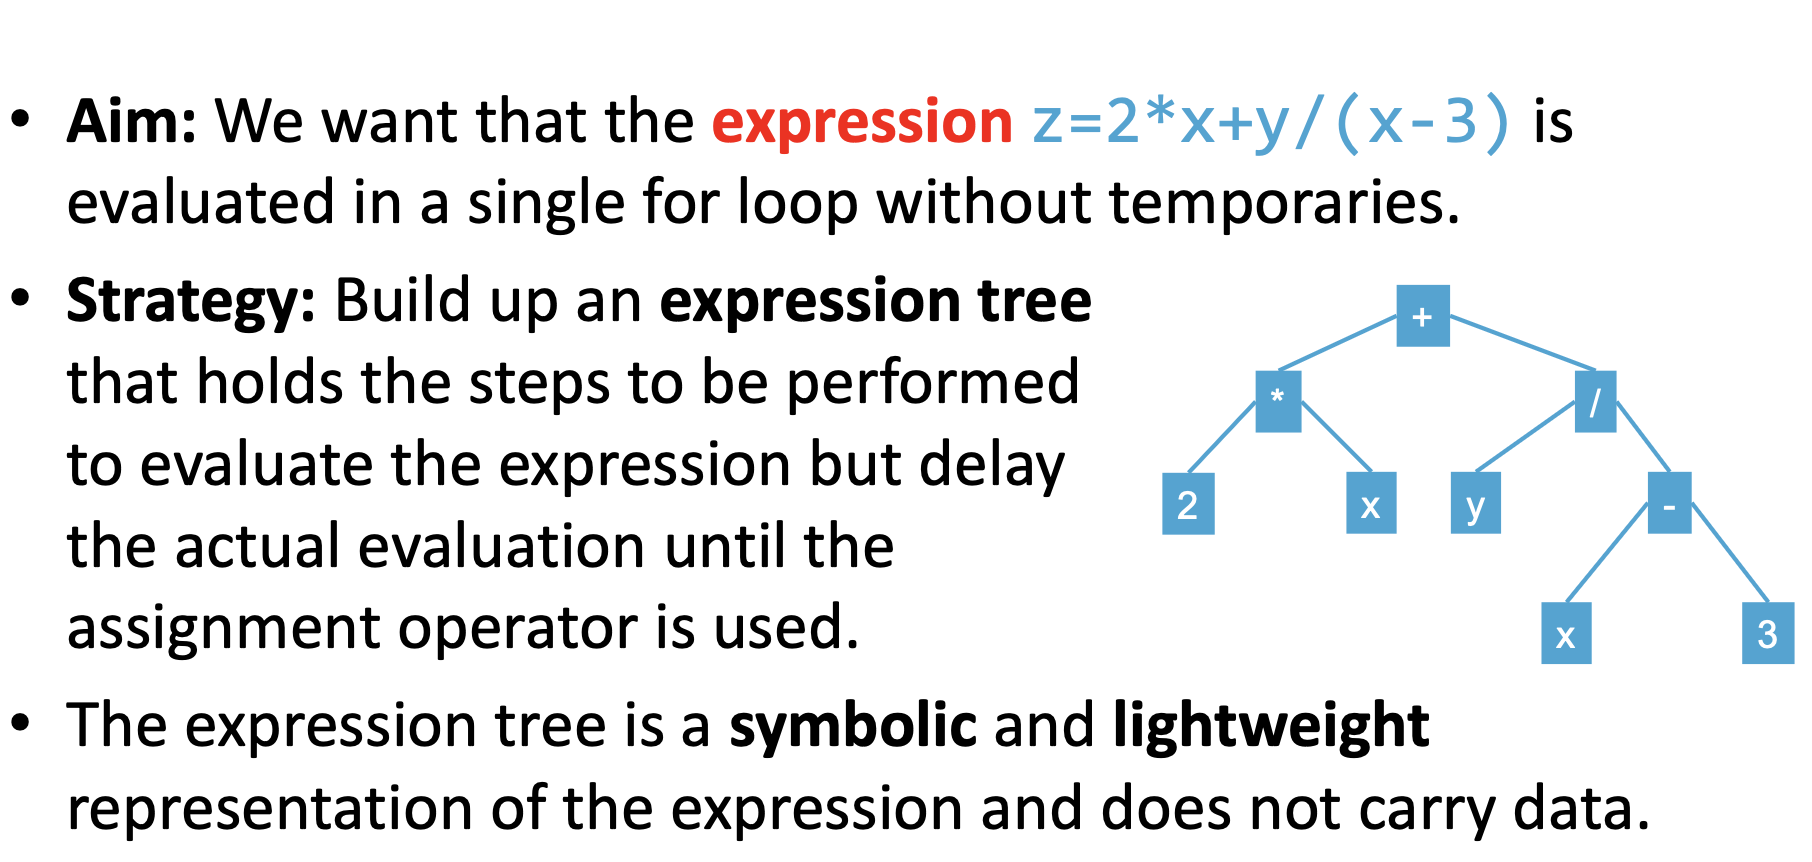 • Aim: We want that the expression z=2*x+y/(x-3) is
evaluated in a single for loop without temporaries.
• Strategy: Build up an expression tree
that holds the steps to be performed
to evaluate the expression but delay
the actual evaluation until the
assignment operator is used.
+
* /
2 x y -
x 3
• The expression tree is a symbolic and lightweight
representation of the expression and does not carry data.